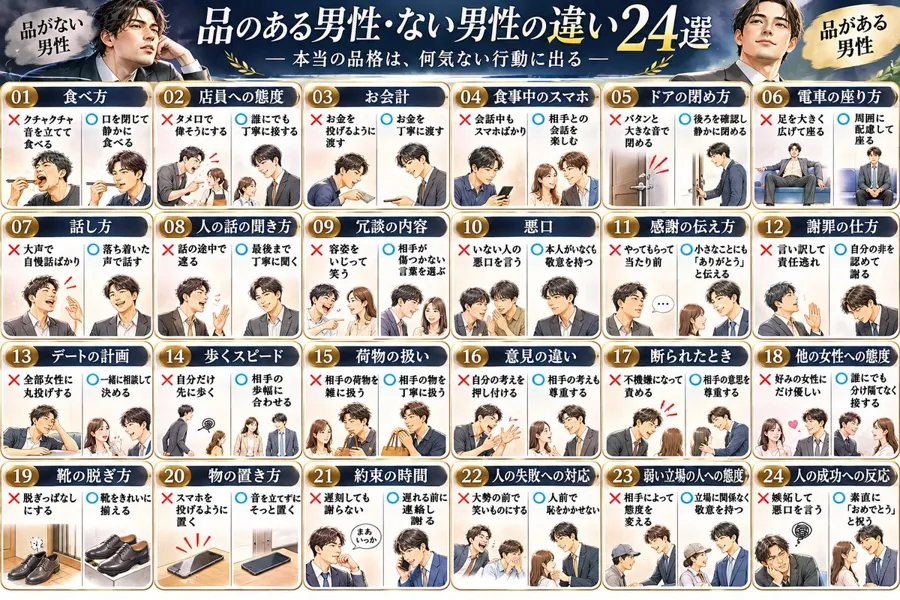 品がない
男性
品のある男性・ない男性の違い24選
― 本当の品格は、何気ない行動に出る ―
品がある
男性
01 食べ方
✕ クチャクチャ
音を立てて
食べる
○ 口を閉じて
静かに
食べる
02 店員への態度
✕ タメ口で
偉そうにする
○ 誰にでも
丁寧に接する
03 お会計
✕ お金を
投げるように
渡す
○ お金を
丁寧に渡す
04 食事中のスマホ
✕ 会話中も
スマホばかり
○ 相手との
会話を
楽しむ
05 ドアの閉め方
✕ バタンと
大きな音で
閉める
○ 後ろを確認し
静かに閉める
06 電車の座り方
✕ 足を大きく
広げて座る
○ 周囲に
配慮して
座る
07 話し方
✕ 大声で
自慢話ばかり
○ 落ち着いた
声で話す
08 人の話の聞き方
✕ 話の途中で
遮る
○ 最後まで
丁寧に聞く
09 冗談の内容
✕ 容姿を
いじって
笑う
○ 相手が
傷つかない
言葉を選ぶ
10 悪口
✕ いない人の
悪口を言う
○ 本人がいなくも
敬意を持つ
11 感謝の伝え方
✕ やってもらって
当たり前
○ 小さなことにも
「ありがとう」
と伝える
…
12 謝罪の仕方
✕ 言い訳して
責任逃れ
○ 自分の非を
認めて
謝る
13 デートの計画
✕ 全部女性に
丸投げする
○ 一緒に相談して
決める
14 歩くスピード
✕ 自分だけ
先に歩く
○ 相手の
歩幅に
合わせる
15 荷物の扱い
✕ 相手の荷物を
雑に扱う
○ 相手の物を
丁寧に扱う
16 意見の違い
✕ 自分の考えを
押し付ける
○ 相手の考えも
尊重する
17 断られたとき
✕ 不機嫌になって
責める
○ 相手の意思を
尊重する
18 他の女性への態度
✕ 好みの女性に
だけ優しい
○ 誰にでも
分け隔てなく
接する
19 靴の脱ぎ方
✕ 脱ぎっぱなし
にする
○ 靴をきれいに
揃える
20 物の置き方
✕ スマホを
投げるように
置く
○ 音を立てずに
そっと置く
21 約束の時間
✕ 遅刻しても
謝らない
○ 遅れる前に
連絡し
謝る
まあ
いっか
22 人の失敗への対応
✕ 大勢の前で
笑いものにする
○ 人前で
恥をかかせない
23 弱い立場の人への態度
✕ 相手によって
態度を
変える
○ 立場に関係なく
敬意を持つ
24 人の成功への反応
✕ 嫉妬して
悪口を言う
○ 素直に
「おめでとう」
と祝う